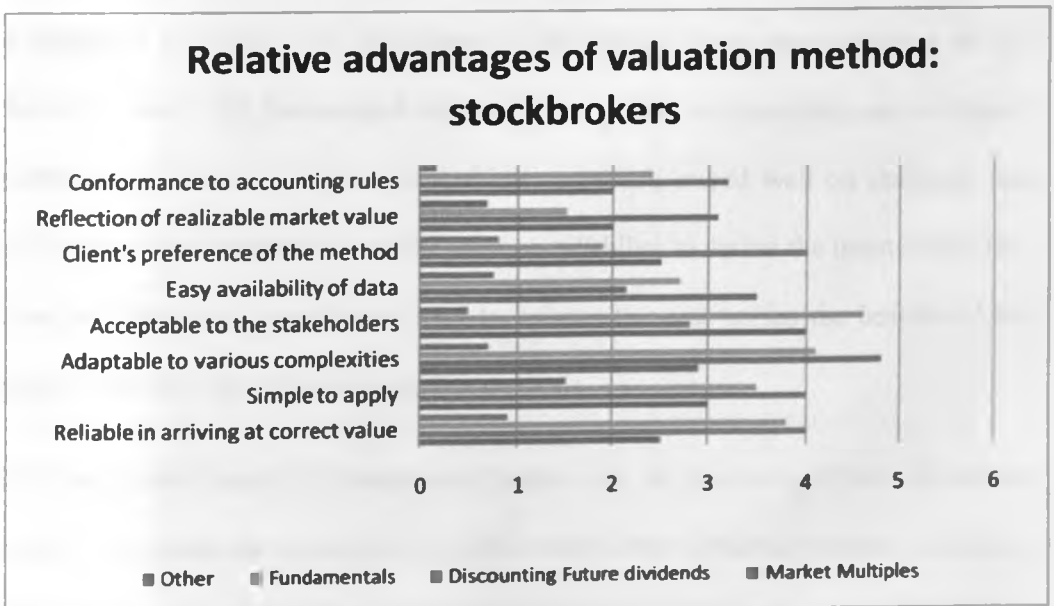 Relative advantages of valuation method:
stockbrokers
Conformance to accounting rules
Reflection of realizable market value
Client's preference of the method
Easy availability of data
Acceptable to the stakeholders
Adaptable to various complexities
Simple to apply
Reliable in arriving at correct value
0 1 2 3 4 5 6
Other Fundamentals Discounting Future dividends Market Multiples